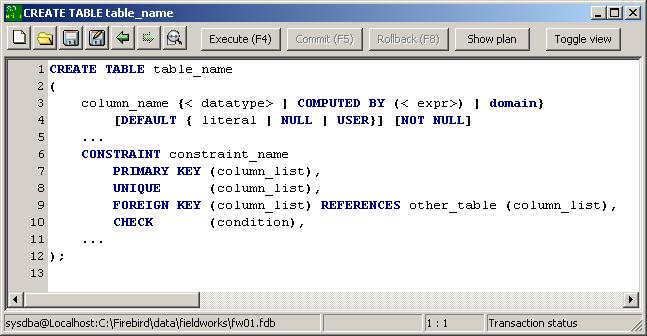 CREATE TABLE table_name
Execute (F4) Commit (F5) Rollback (F8) Show plan Toggle view
1 CREATE TABLE table_name
2 (
3 column_name {< datatype> | COMPUTED BY (< expr>) | domain}
4 [DEFAULT { literal | NULL | USER}] [NOT NULL]
5 ...
6 CONSTRAINT constraint_name
7 PRIMARY KEY (column_list),
8 UNIQUE (column_list),
9 FOREIGN KEY (column_list) REFERENCES other_table (column_list),
10 CHECK (condition),
11 ...
12 );
13
sysdba@Localhost:C:\Firebird\data\fieldworks\fw01.fdb 1 : 1 Transaction status